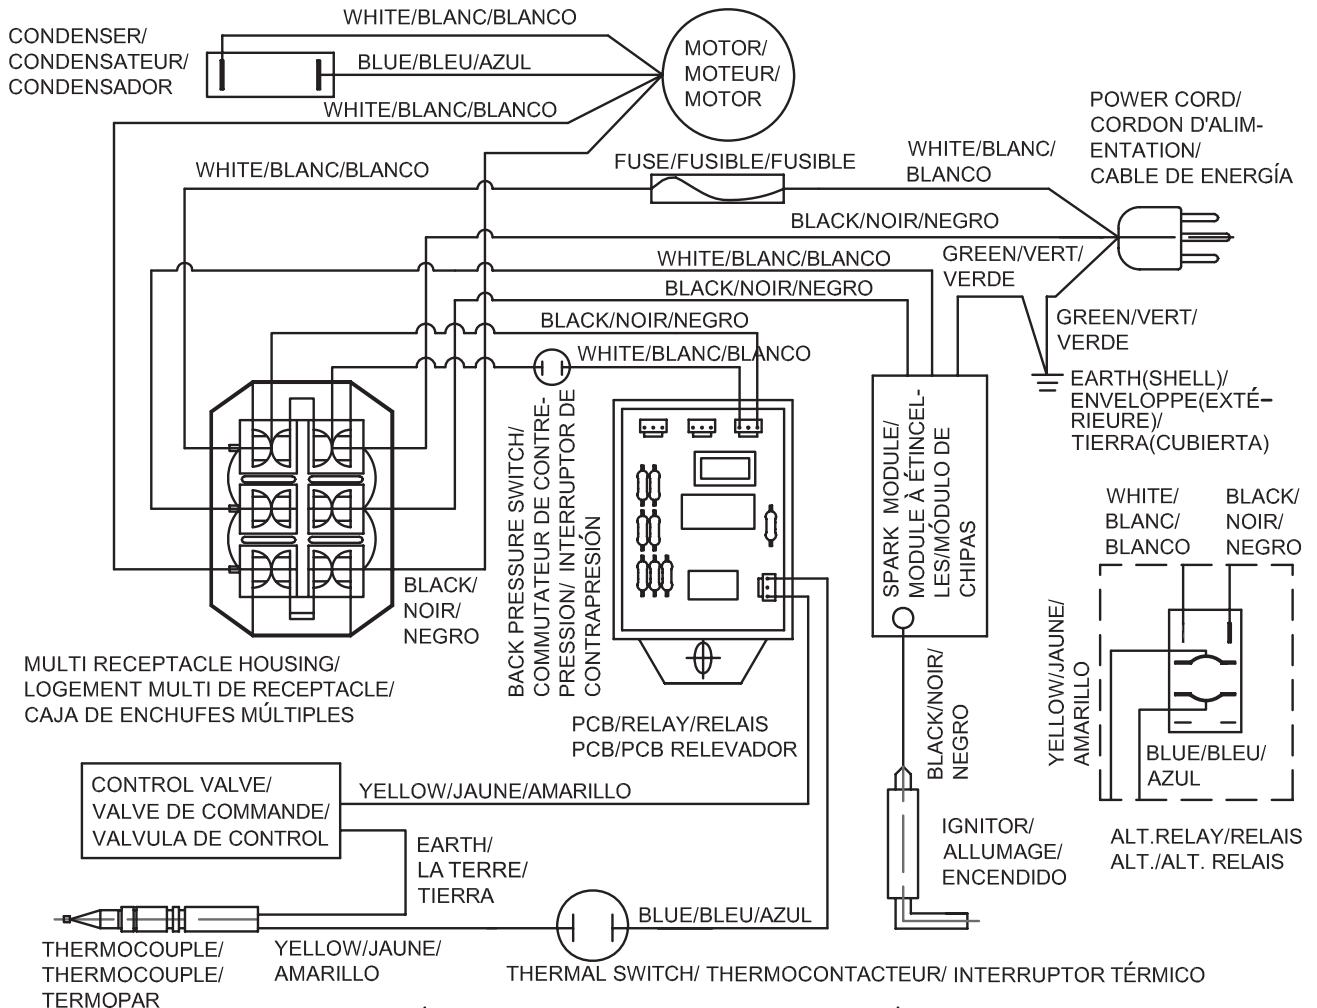 WHITE/BLANC/BLANCO
CONDENSER/
CONDENSATEUR/
CONDENSADOR
BLUE/BLEU/AZUL
WHITE/BLANC/BLANCO
MOTOR/
MOTEUR/
MOTOR
POWER CORD/
CORDON D'ALIM-
ENTATION/
CABLE DE ENERGÍA
WHITE/BLANC/BLANCO
FUSE/FUSIBLE/FUSIBLE
WHITE/BLANC/
BLANCO
BLACK/NOIR/NEGRO
GREEN/VERT/
VERDE
WHITE/BLANC/BLANCO
BLACK/NOIR/NEGRO
BLACK/NOIR/NEGRO
WHITE/BLANC/BLANCO
GREEN/VERT/
VERDE
EARTH(SHELL)/
ENVELOPPE(EXTÉ-
RIEURE)/
TIERRA(CUBIERTA)
BACK PRESSURE SWITCH/
COMMUTATEUR DE CONTRE-
PRESSION/ INTERRUPTOR DE
CONTRAPRESIÓN
SPARK MODULE/
MODULE À ÉTINCEL-
LES/MÓDULO DE
CHIPAS
WHITE/
BLANC/
BLANCO
BLACK/
NOIR/
NEGRO
BLACK/
NOIR/
NEGRO
YELLOW/JAUNE/
AMARILLO
BLUE/BLEU/
AZUL
MULTI RECEPTACLE HOUSING/
LOGEMENT MULTI DE RECEPTACLE/
CAJA DE ENCHUFES MÚLTIPLES
PCB/RELAY/RELAIS
PCB/PCB RELEVADOR
BLACK/NOIR/
NEGRO
CONTROL VALVE/
VALVE DE COMMANDE/
VALVULA DE CONTROL
YELLOW/JAUNE/AMARILLO
EARTH/
LA TERRE/
TIERRA
IGNITOR/
ALLUMAGE/
ENCENDIDO
ALT.RELAY/RELAIS
ALT./ALT. RELAIS
BLUE/BLEU/AZUL
THERMOCOUPLE/
THERMOCOUPLE/
TERMOPAR
YELLOW/JAUNE/
AMARILLO
THERMAL SWITCH/ THERMOCONTACTEUR/ INTERRUPTOR TÉRMICO